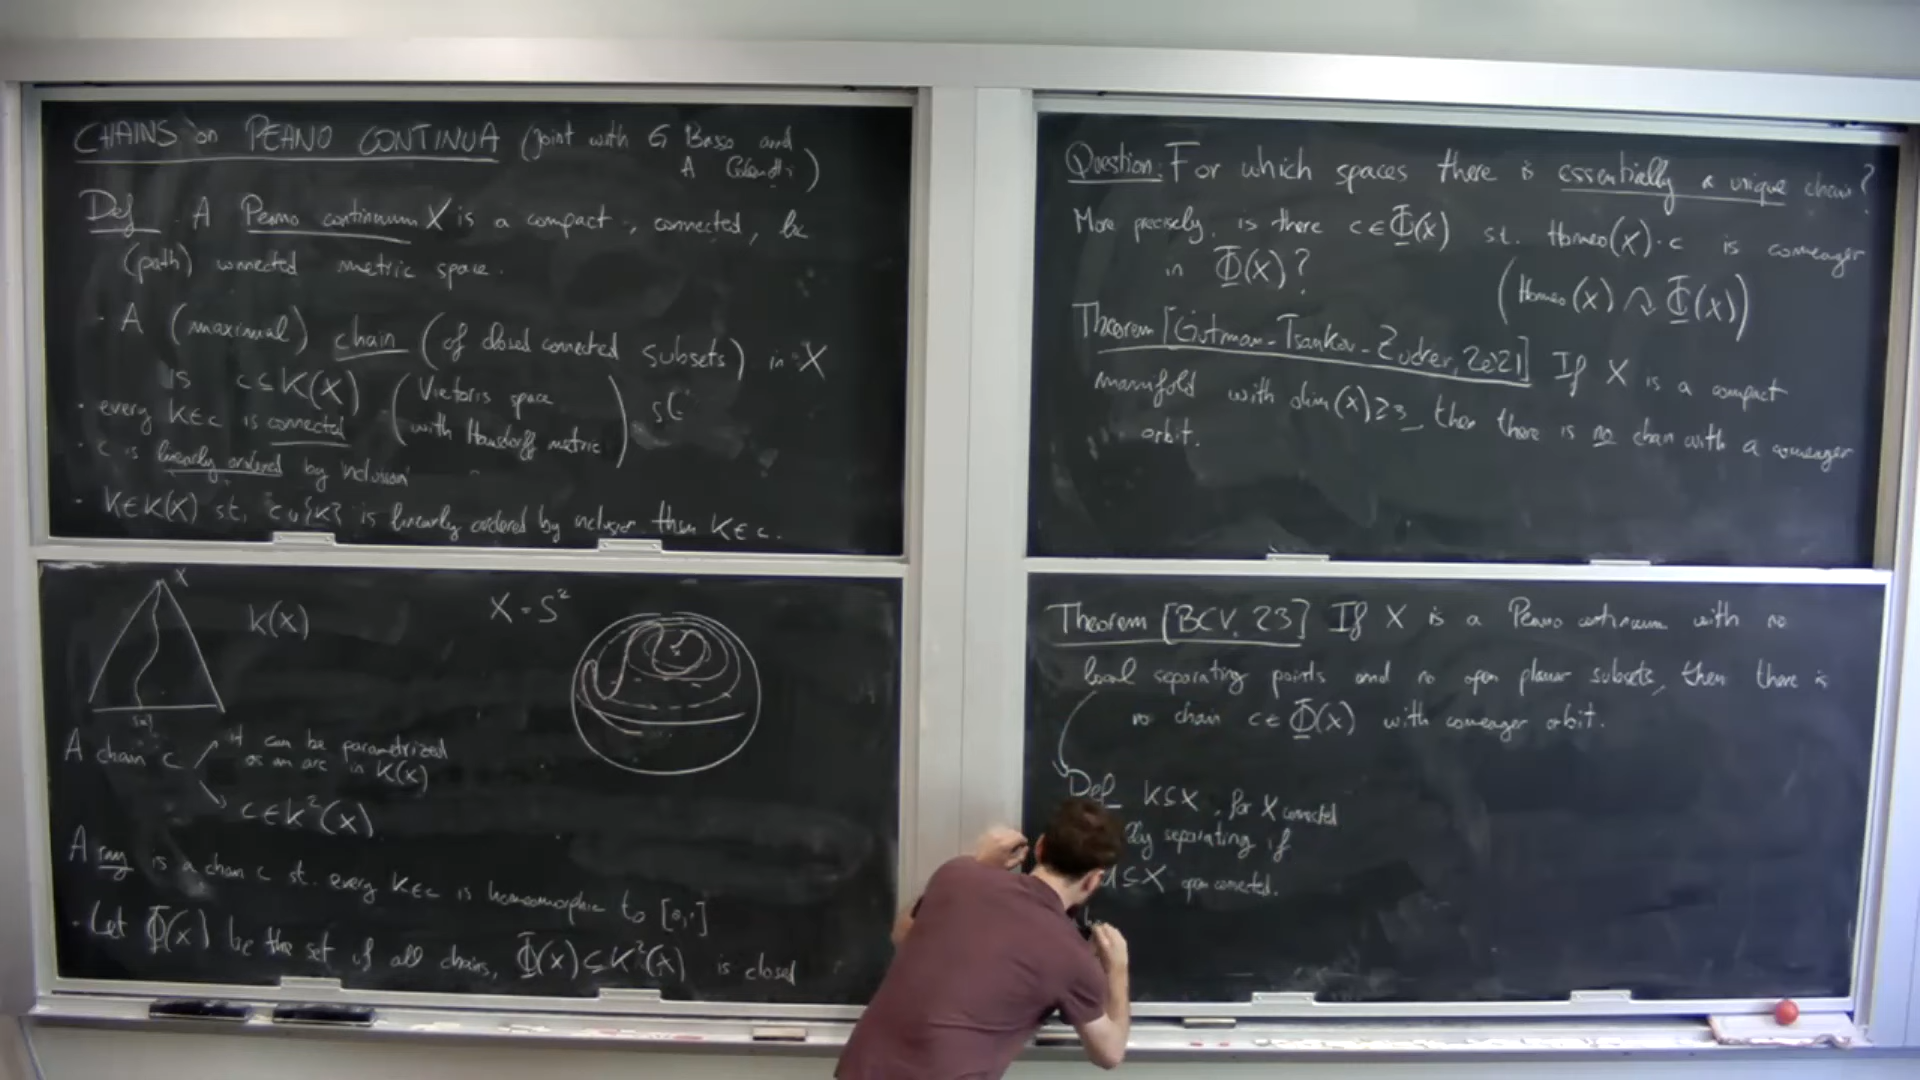 CHAINS on PEANO CONTINUA (joint with G Basso and
A Codenotti)
Def . A Peano continuum X is a compact, connected, loc
(path) connected metric space.
· A (maximal) chain (of closed connected subsets) in X
is c ⊆ K(X) (Vietoris space
with Hausdorff metric) st
· every K∈c is connected
· c is linearly ordered by inclusion
· K∈K(X) st. c∪{K} is linearly ordered by inclusion then K∈c.
X
K(X)
{x}
X = S²
A chain c
it can be parametrized
as an arc in K(X)
c∈K²(X)
A ray is a chain c st. every K∈c is homeomorphic to [0,1]
· Let Φ(X) be the set of all chains, Φ(X) ⊆ K²(X) is closed
Question: For which spaces there is essentially a unique chain?
More precisely, is there c∈Φ(X) st. Homeo(X)·c is comeager
in Φ(X)?
(Homeo(X) ↷ Φ(X))
Theorem [Gutman-Tsankov-Zucker, 2021] If X is a compact
manifold with dim(X)≥3, then there is no chain with a comeager
orbit.
Theorem [BCV, 23] If X is a Peano continuum with no
local separating points and no open planar subsets, then there is
no chain c∈Φ(X) with comeager orbit.
Def K⊆X, for X connected
separating if
⊆X open connected.